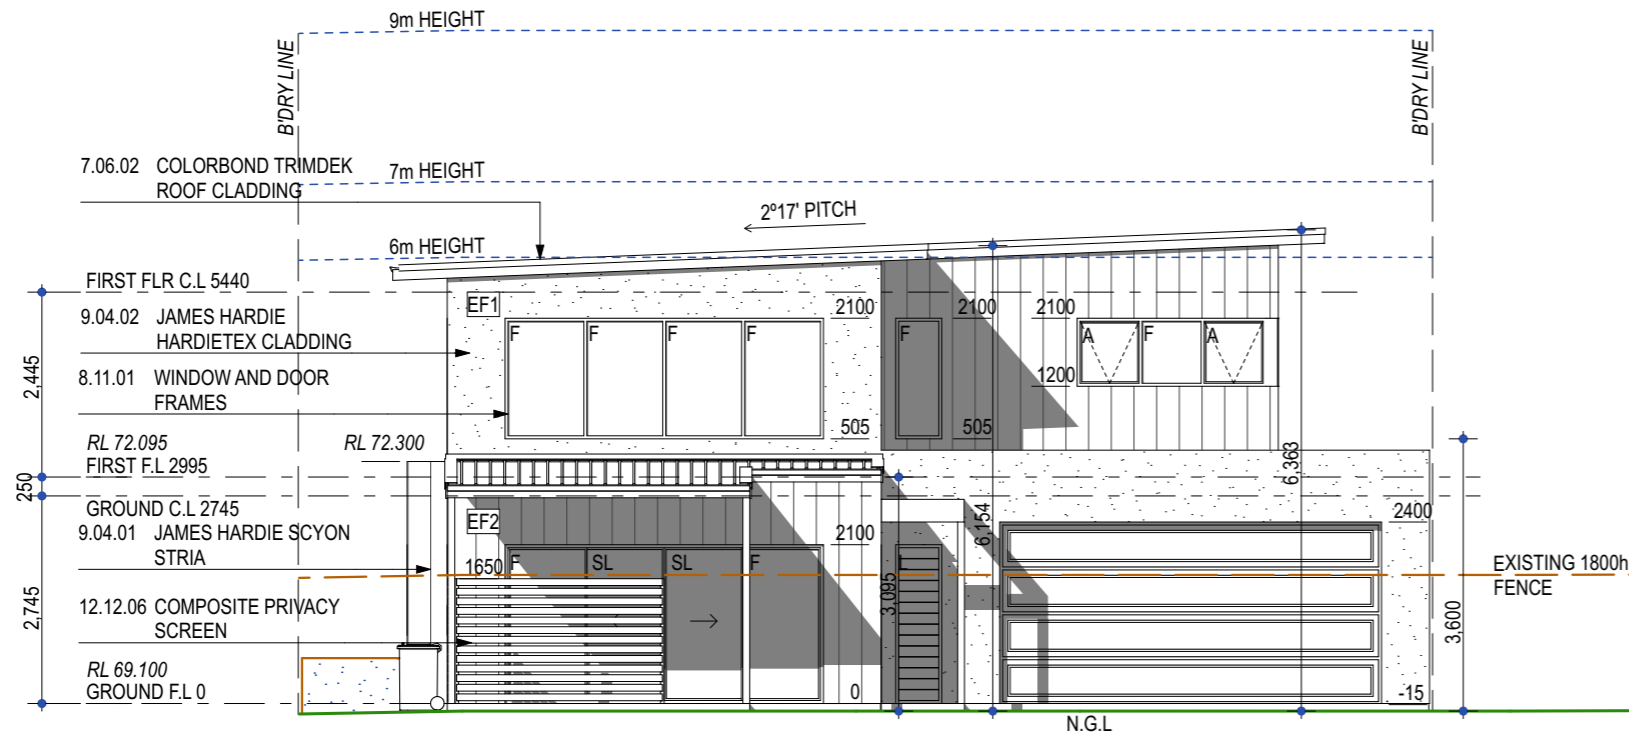 9m HEIGHT
B'DRY LINE
B'DRY LINE
7.06.02 COLORBOND TRIMDEK
ROOF CLADDING
7m HEIGHT
2º17' PITCH
6m HEIGHT
FIRST FLR C.L 5440
9.04.02 JAMES HARDIE
HARDIETEX CLADDING
8.11.01 WINDOW AND DOOR
FRAMES
RL 72.095
FIRST F.L 2995
RL 72.300
GROUND C.L 2745
9.04.01 JAMES HARDIE SCYON
STRIA
12.12.06 COMPOSITE PRIVACY
SCREEN
RL 69.100
GROUND F.L 0
2,445
250
2,745
EF1
F
F
F
F
2100
505
F
2100
505
2100
1200
A
F
A
EF2
1650
F
SL
SL
F
2100
0
L
3,095
6,154
6,363
2400
-15
3,600
EXISTING 1800h
FENCE
N.G.L